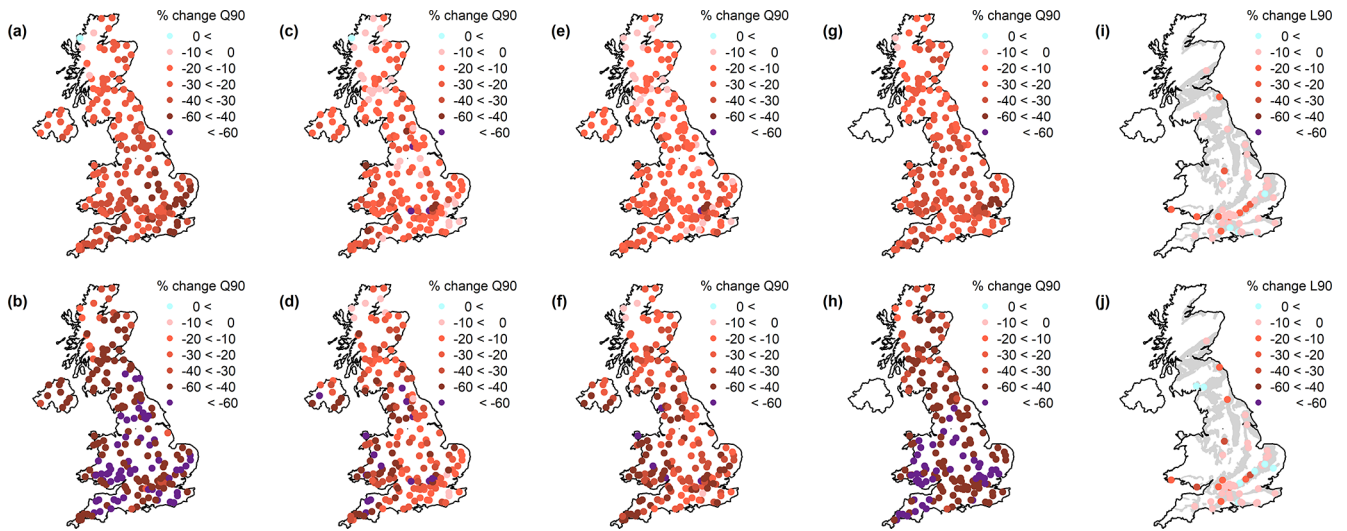 (a)
% change Q90
0 <
-10 < 0
-20 < -10
-30 < -20
-40 < -30
-60 < -40
< -60
(c)
% change Q90
0 <
-10 < 0
-20 < -10
-30 < -20
-40 < -30
-60 < -40
< -60
(e)
% change Q90
0 <
-10 < 0
-20 < -10
-30 < -20
-40 < -30
-60 < -40
< -60
(g)
% change Q90
0 <
-10 < 0
-20 < -10
-30 < -20
-40 < -30
-60 < -40
< -60
(i)
% change L90
0 <
-10 < 0
-20 < -10
-30 < -20
-40 < -30
-60 < -40
< -60
(b)
% change Q90
0 <
-10 < 0
-20 < -10
-30 < -20
-40 < -30
-60 < -40
< -60
(d)
% change Q90
0 <
-10 < 0
-20 < -10
-30 < -20
-40 < -30
-60 < -40
< -60
(f)
% change Q90
0 <
-10 < 0
-20 < -10
-30 < -20
-40 < -30
-60 < -40
< -60
(h)
% change Q90
0 <
-10 < 0
-20 < -10
-30 < -20
-40 < -30
-60 < -40
< -60
(j)
% change L90
0 <
-10 < 0
-20 < -10
-30 < -20
-40 < -30
-60 < -40
< -60